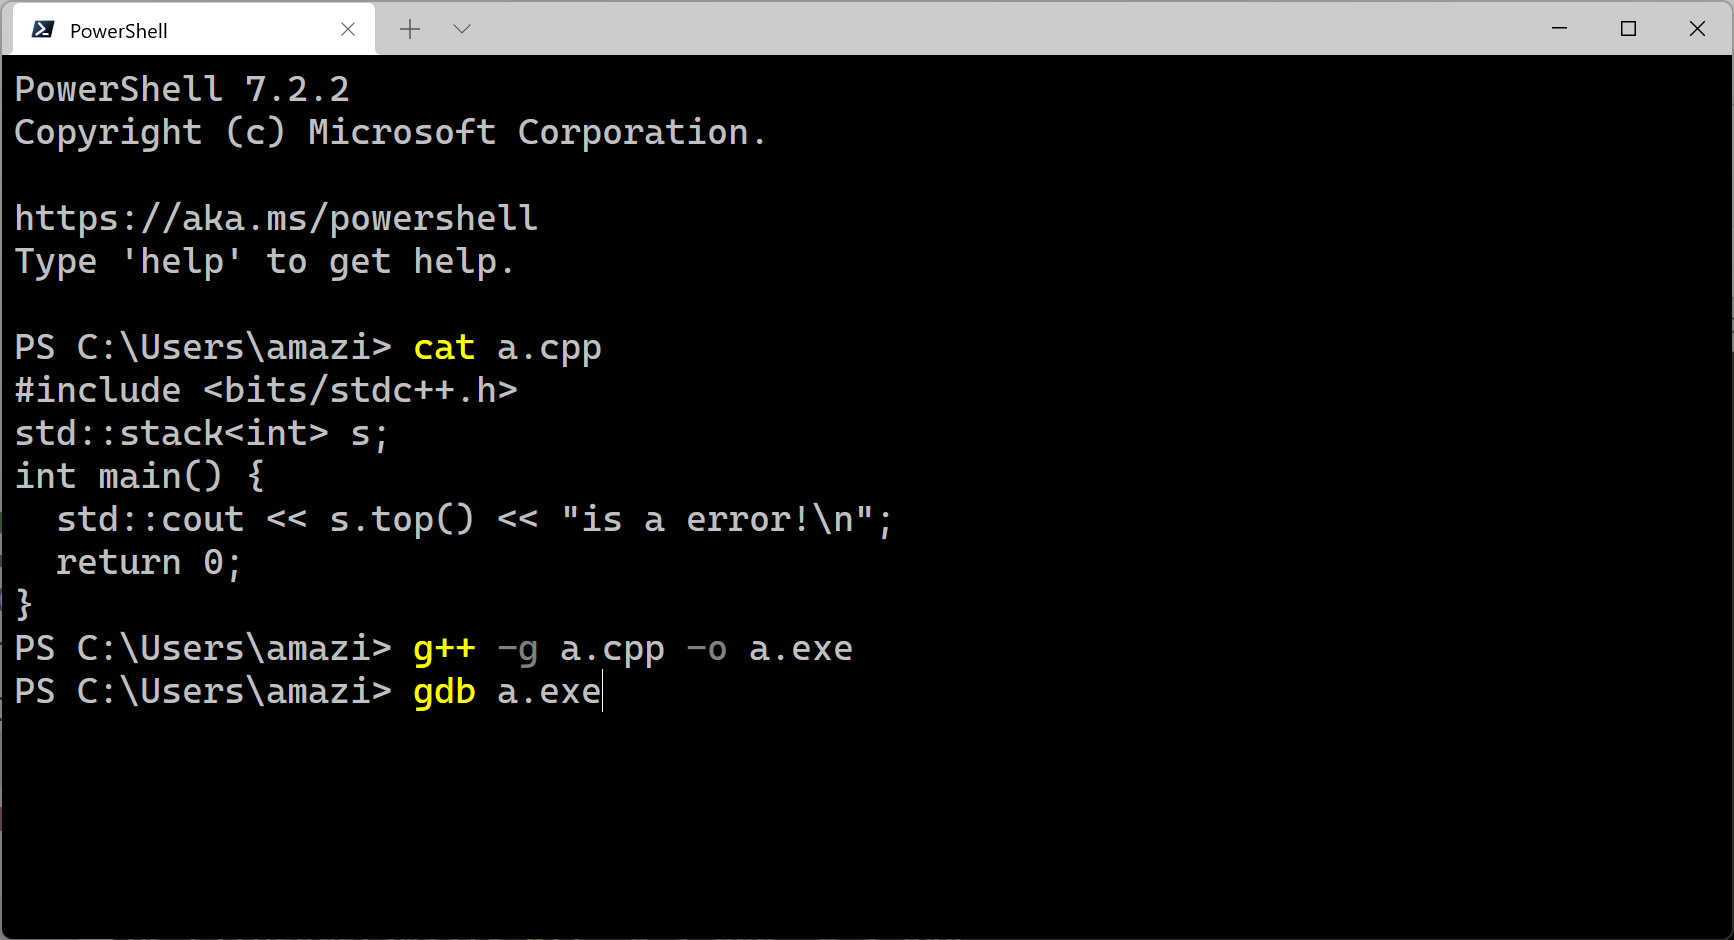 PowerShell
PowerShell 7.2.2
Copyright (c) Microsoft Corporation.
https://aka.ms/powershell
Type 'help' to get help.
PS C:\Users\amazi> cat a.cpp
#include <bits/stdc++.h>
std::stack<int> s;
int main() {
  std::cout << s.top() << "is a error!\n";
  return 0;
}
PS C:\Users\amazi> g++ -g a.cpp -o a.exe
PS C:\Users\amazi> gdb a.exe